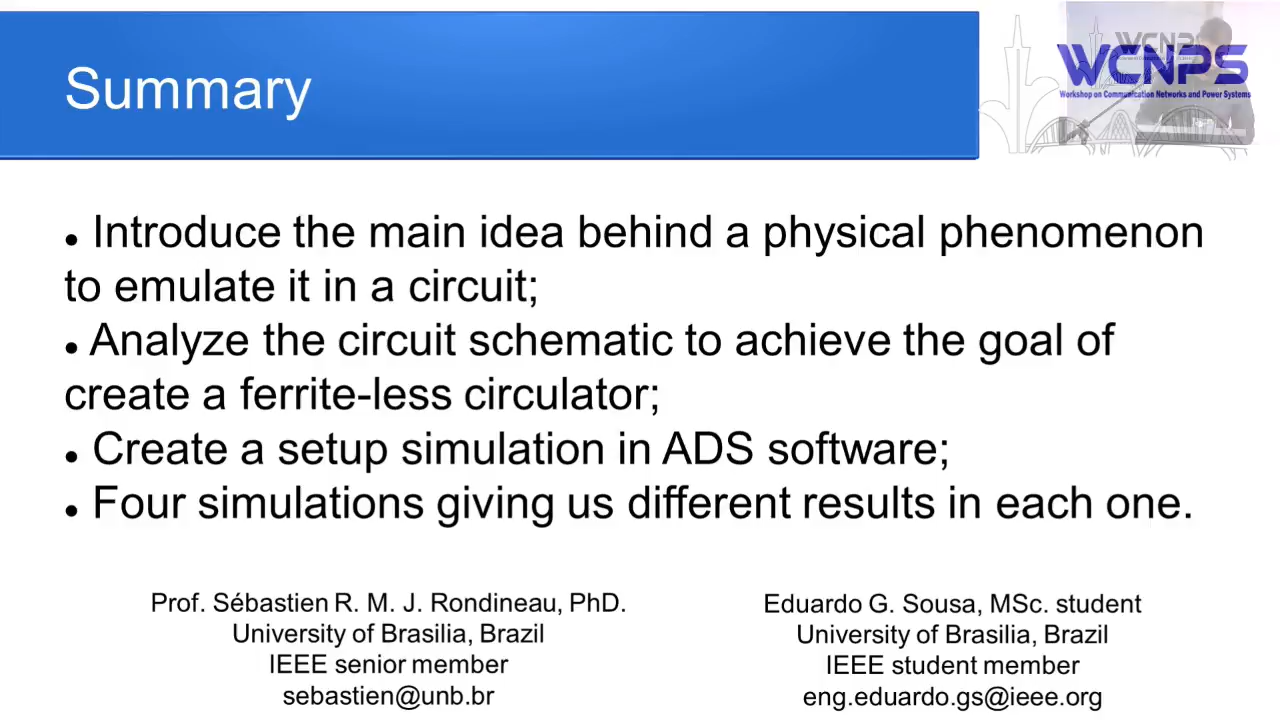 Summary
WCNPS
Workshop on Communication Networks and Power Systems
● Introduce the main idea behind a physical phenomenon
to emulate it in a circuit;
● Analyze the circuit schematic to achieve the goal of
create a ferrite-less circulator;
● Create a setup simulation in ADS software;
● Four simulations giving us different results in each one.
Prof. Sébastien R. M. J. Rondineau, PhD.
University of Brasilia, Brazil
IEEE senior member
sebastien@unb.br
Eduardo G. Sousa, MSc. student
University of Brasilia, Brazil
IEEE student member
eng.eduardo.gs@ieee.org